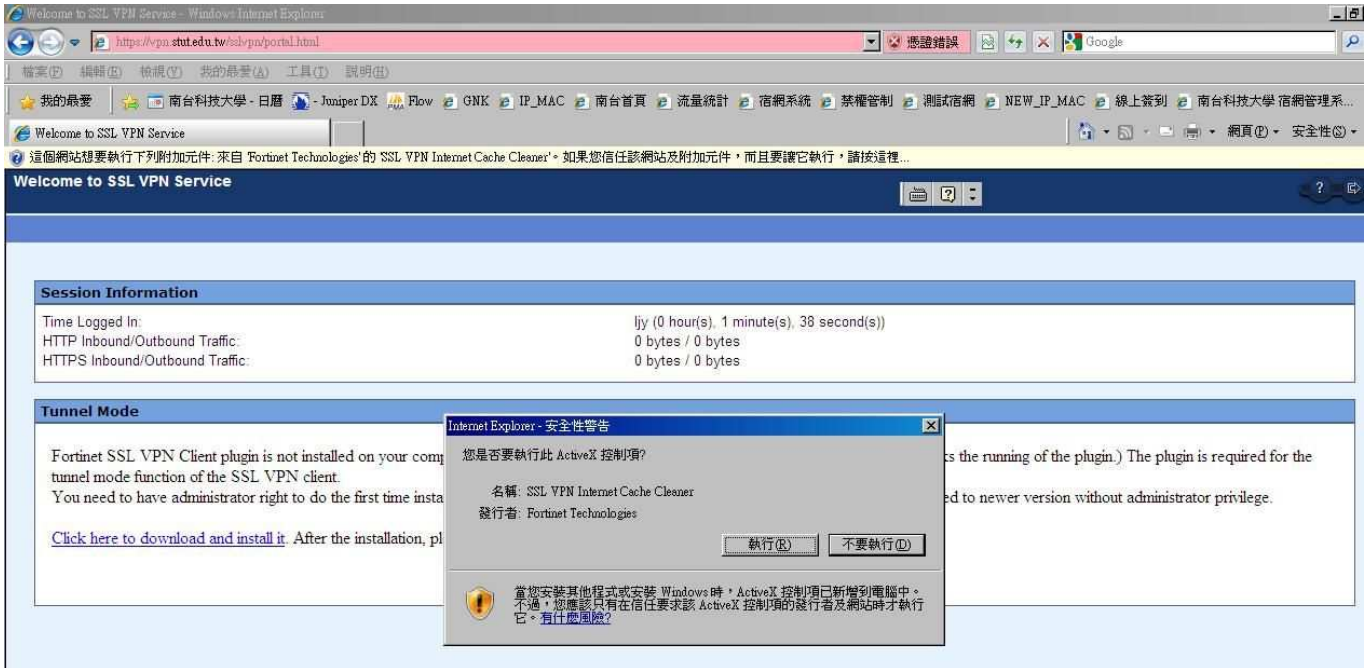 Welcome to SSL VPN Service - Windows Internet Explorer
https://vpn.stut.edu.tw/sslvpn/portal.html
憑證錯誤
Google
檔案(F) 編輯(E) 檢視(V) 我的最愛(A) 工具(T) 說明(H)
我的最愛 南台科技大學 - 日曆 - Juniper DX Flow GNK IP_MAC 南台首頁 流量統計 宿網系統 禁權管制 測試宿網 NEW_IP_MAC 線上簽到 南台科技大學 宿網管理系...
Welcome to SSL VPN Service
網頁(P) 安全性(S)
這個網站想要執行下列附加元件: 來自 'Fortinet Technologies' 的 'SSL VPN Internet Cache Cleaner'。如果您信任該網站及附加元件，而且要讓它執行，請按這裡...
Welcome to SSL VPN Service
Session Information
Time Logged In: ljy (0 hour(s), 1 minute(s), 38 second(s))
HTTP Inbound/Outbound Traffic: 0 bytes / 0 bytes
HTTPS Inbound/Outbound Traffic: 0 bytes / 0 bytes
Tunnel Mode
Fortinet SSL VPN Client plugin is not installed on your comp
s the running of the plugin.) The plugin is required for the
tunnel mode function of the SSL VPN client.
You need to have administrator right to do the first time insta
ed to newer version without administrator privilege.
Click here to download and install it. After the installation, pl
Internet Explorer - 安全性警告
您是否要執行此 ActiveX 控制項?
名稱: SSL VPN Internet Cache Cleaner
發行者: Fortinet Technologies
執行(R) 不要執行(D)
當您安裝其他程式或安裝 Windows 時，ActiveX 控制項已新增到電腦中。
不過，您應該只有在信任要求該 ActiveX 控制項的發行者及網站時才執行
它。有什麼風險?